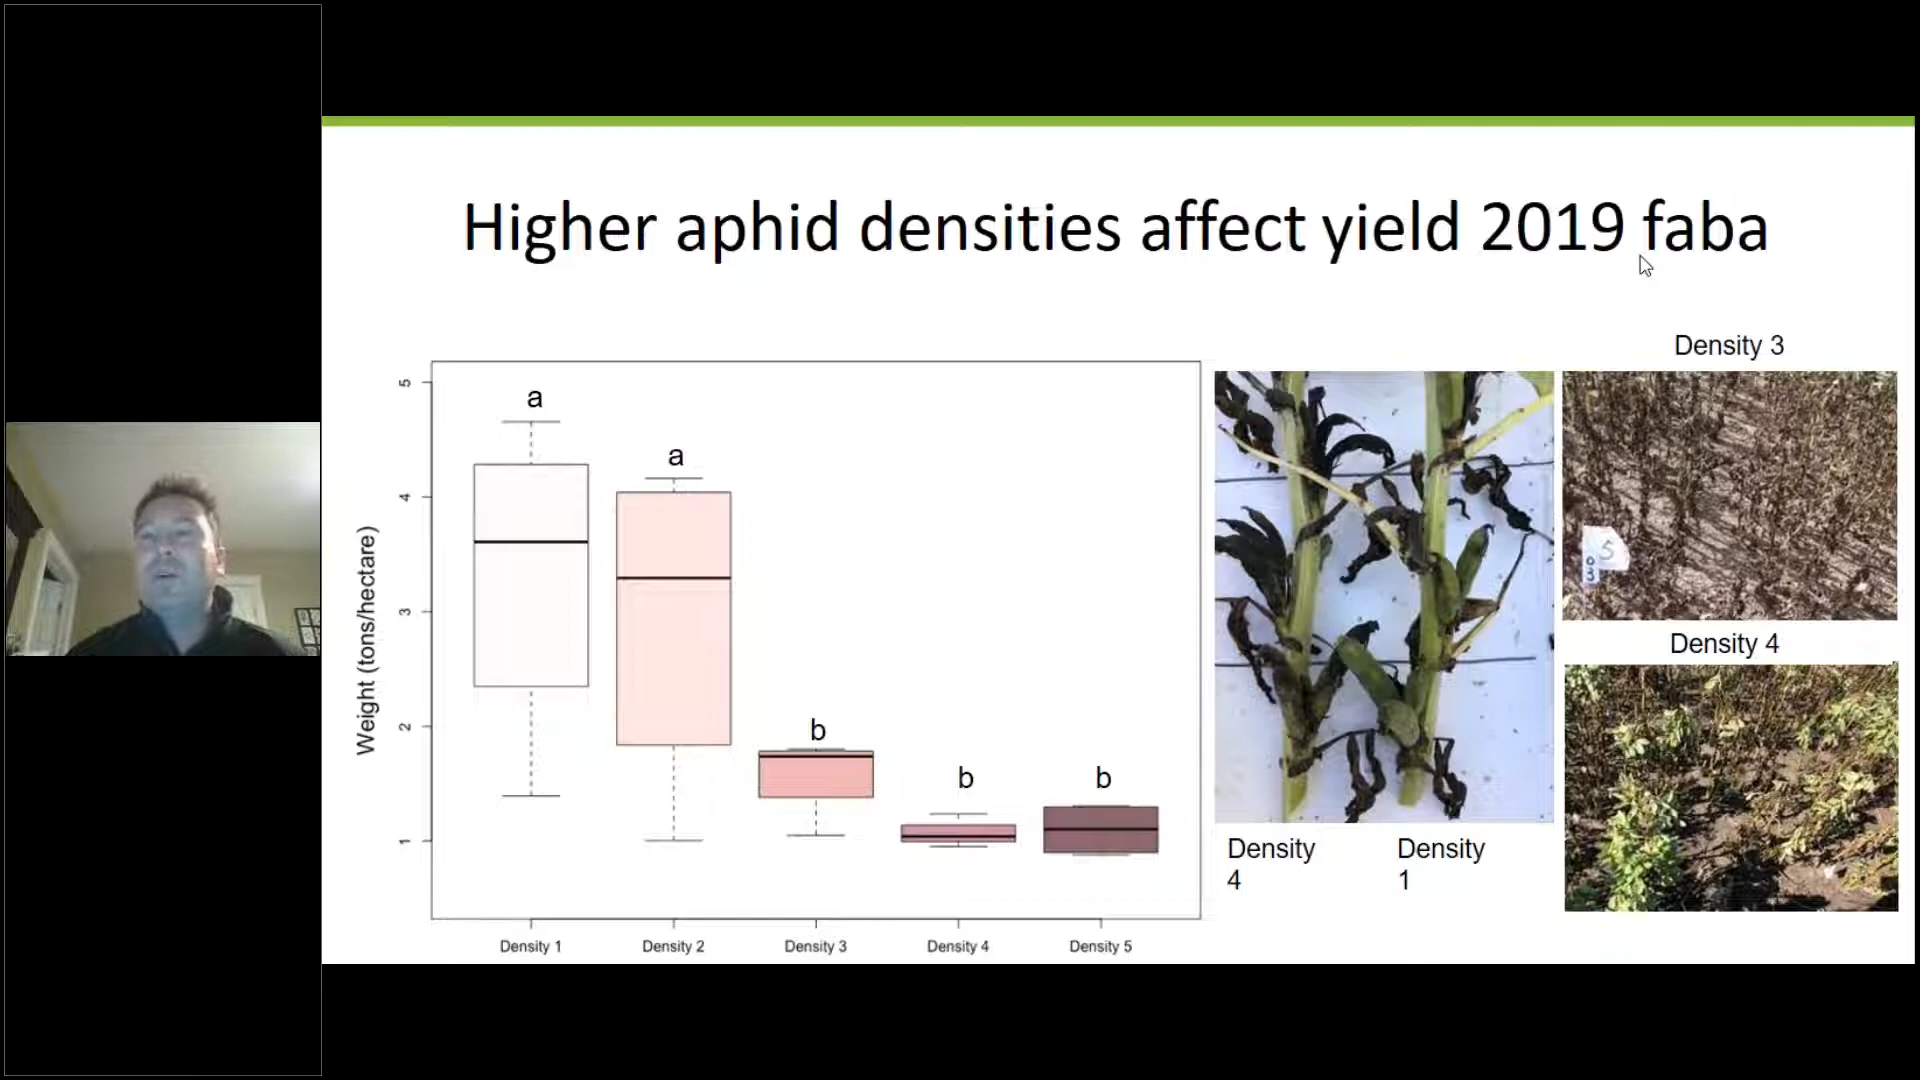 Higher aphid densities affect yield 2019 faba
Weight (tons/hectare)
5
4
3
2
1
a
a
b
b
b
Density 1
Density 2
Density 3
Density 4
Density 5
Density
4
Density
1
Density 3
5
Density 4